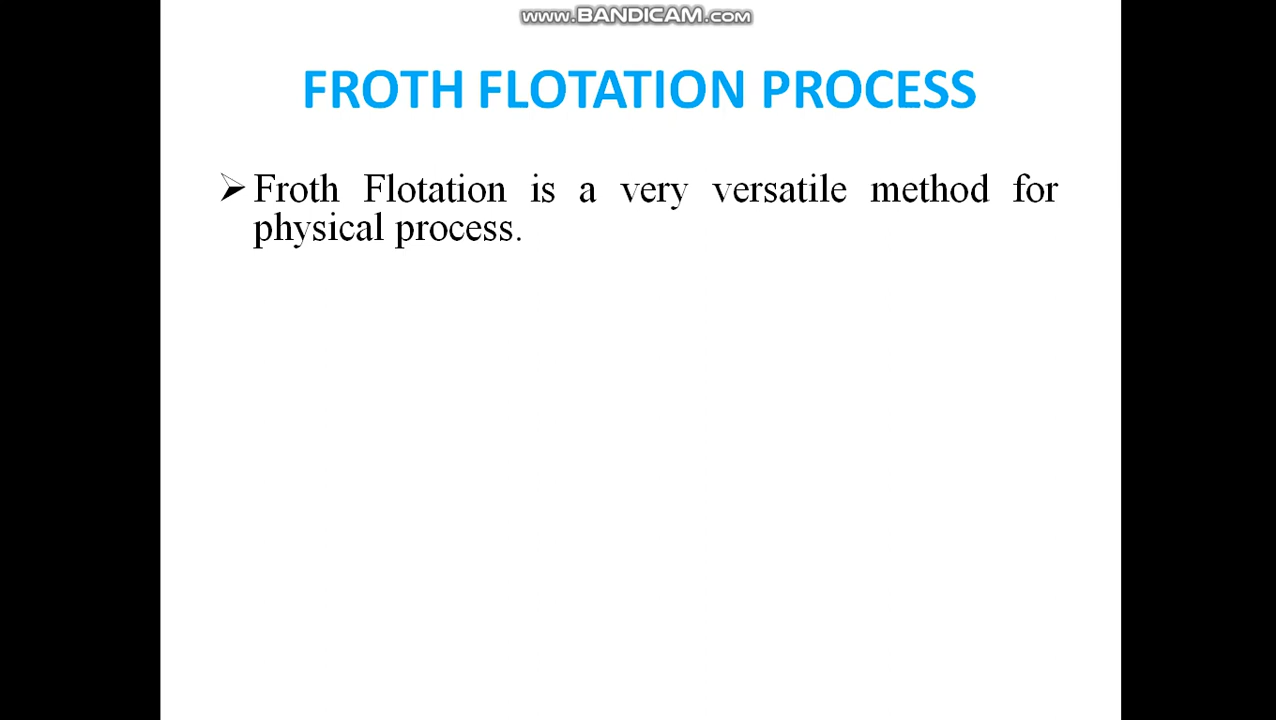 www.BANDICAM.com
FROTH FLOTATION PROCESS
➢ Froth Flotation is a very versatile method for
physical process.